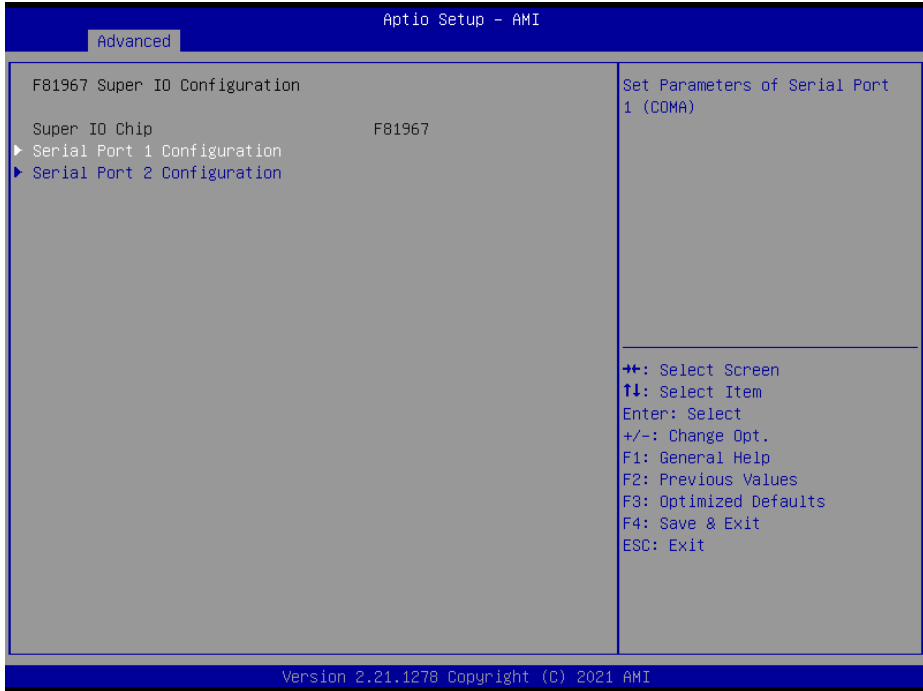 Aptio Setup – AMI
Advanced
F81967 Super IO Configuration
Super IO Chip F81967
▶ Serial Port 1 Configuration
▶ Serial Port 2 Configuration
Set Parameters of Serial Port
1 (COMA)
→←: Select Screen
↑↓: Select Item
Enter: Select
+/-: Change Opt.
F1: General Help
F2: Previous Values
F3: Optimized Defaults
F4: Save & Exit
ESC: Exit
Version 2.21.1278 Copyright (C) 2021 AMI